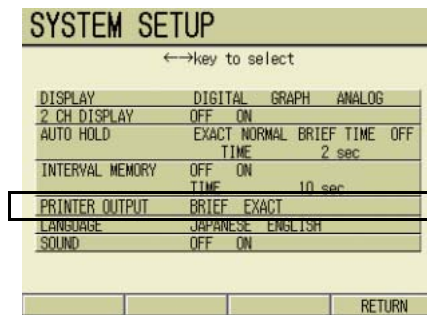 SYSTEM SETUP
←→key to select
DISPLAY DIGITAL GRAPH ANALOG
2 CH DISPLAY OFF ON
AUTO HOLD EXACT NORMAL BRIEF TIME OFF
TIME 2 sec
INTERVAL MEMORY OFF ON
TIME 10 sec
PRINTER OUTPUT BRIEF EXACT
LANGUAGE JAPANESE ENGLISH
SOUND OFF ON
RETURN